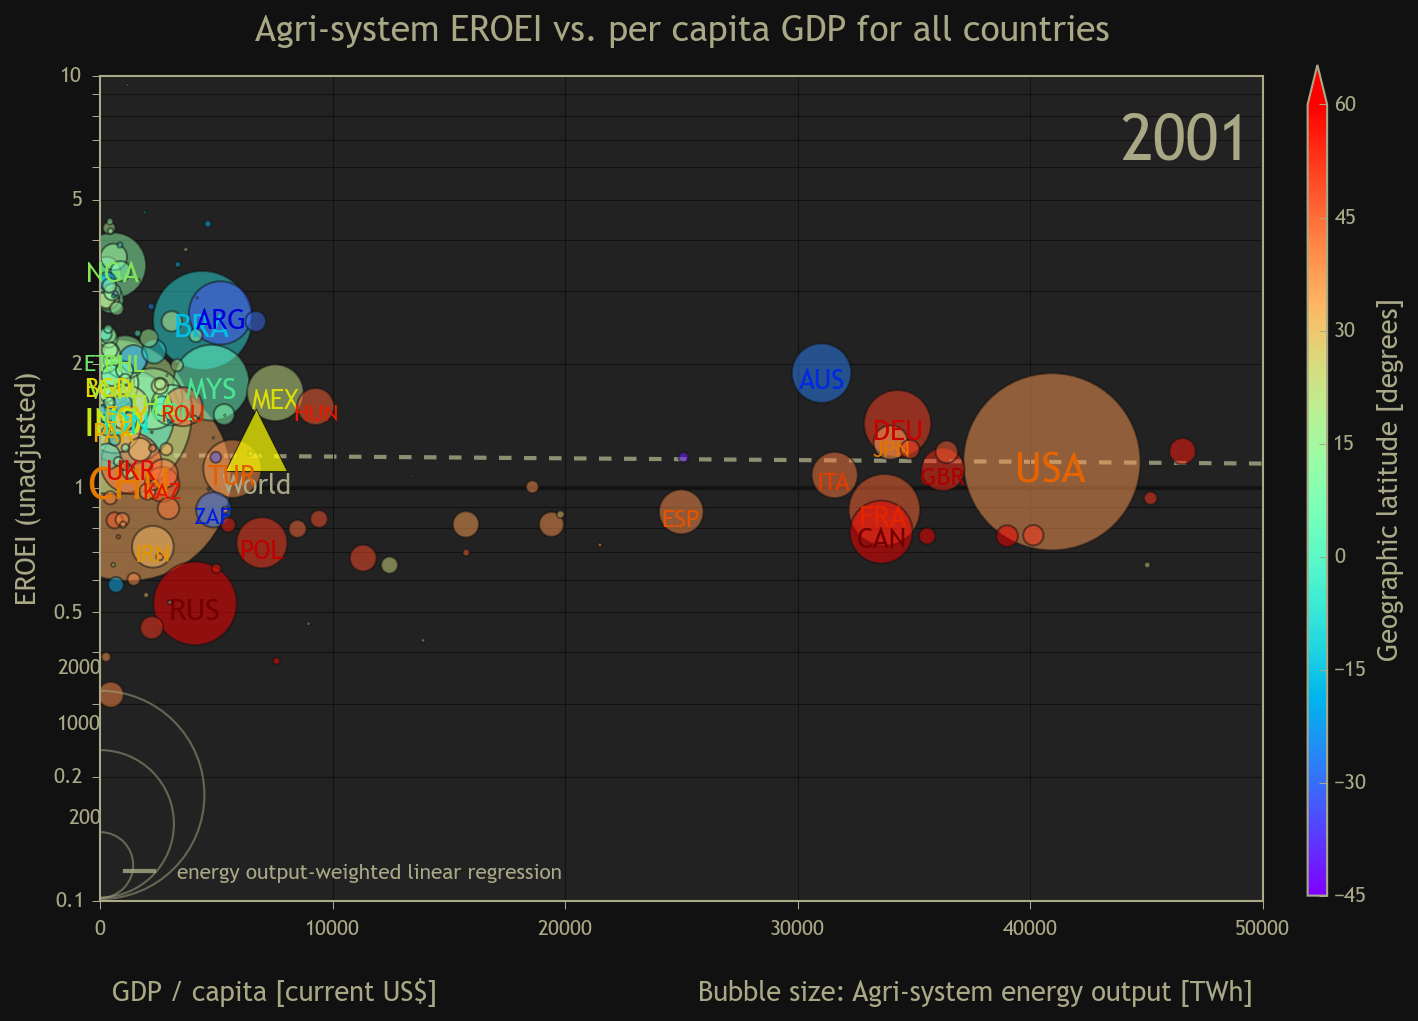 Agri-system EROEI vs. per capita GDP for all countries
2001
10
5
2
1
0.5
0.2
0.1
EROEI (unadjusted)
2000
1000
200
NGA
BRA
ARG
PHL
MYS
MEX
ROU
HUN
UKR
KAZ
TUR
World
ZAF
IRN
POL
RUS
AUS
DEU
JPN
ITA
GBR
USA
ESP
FRA
CAN
energy output-weighted linear regression
0
10000
20000
30000
40000
50000
GDP / capita [current US$]
Bubble size: Agri-system energy output [TWh]
60
45
30
15
0
−15
−30
−45
Geographic latitude [degrees]